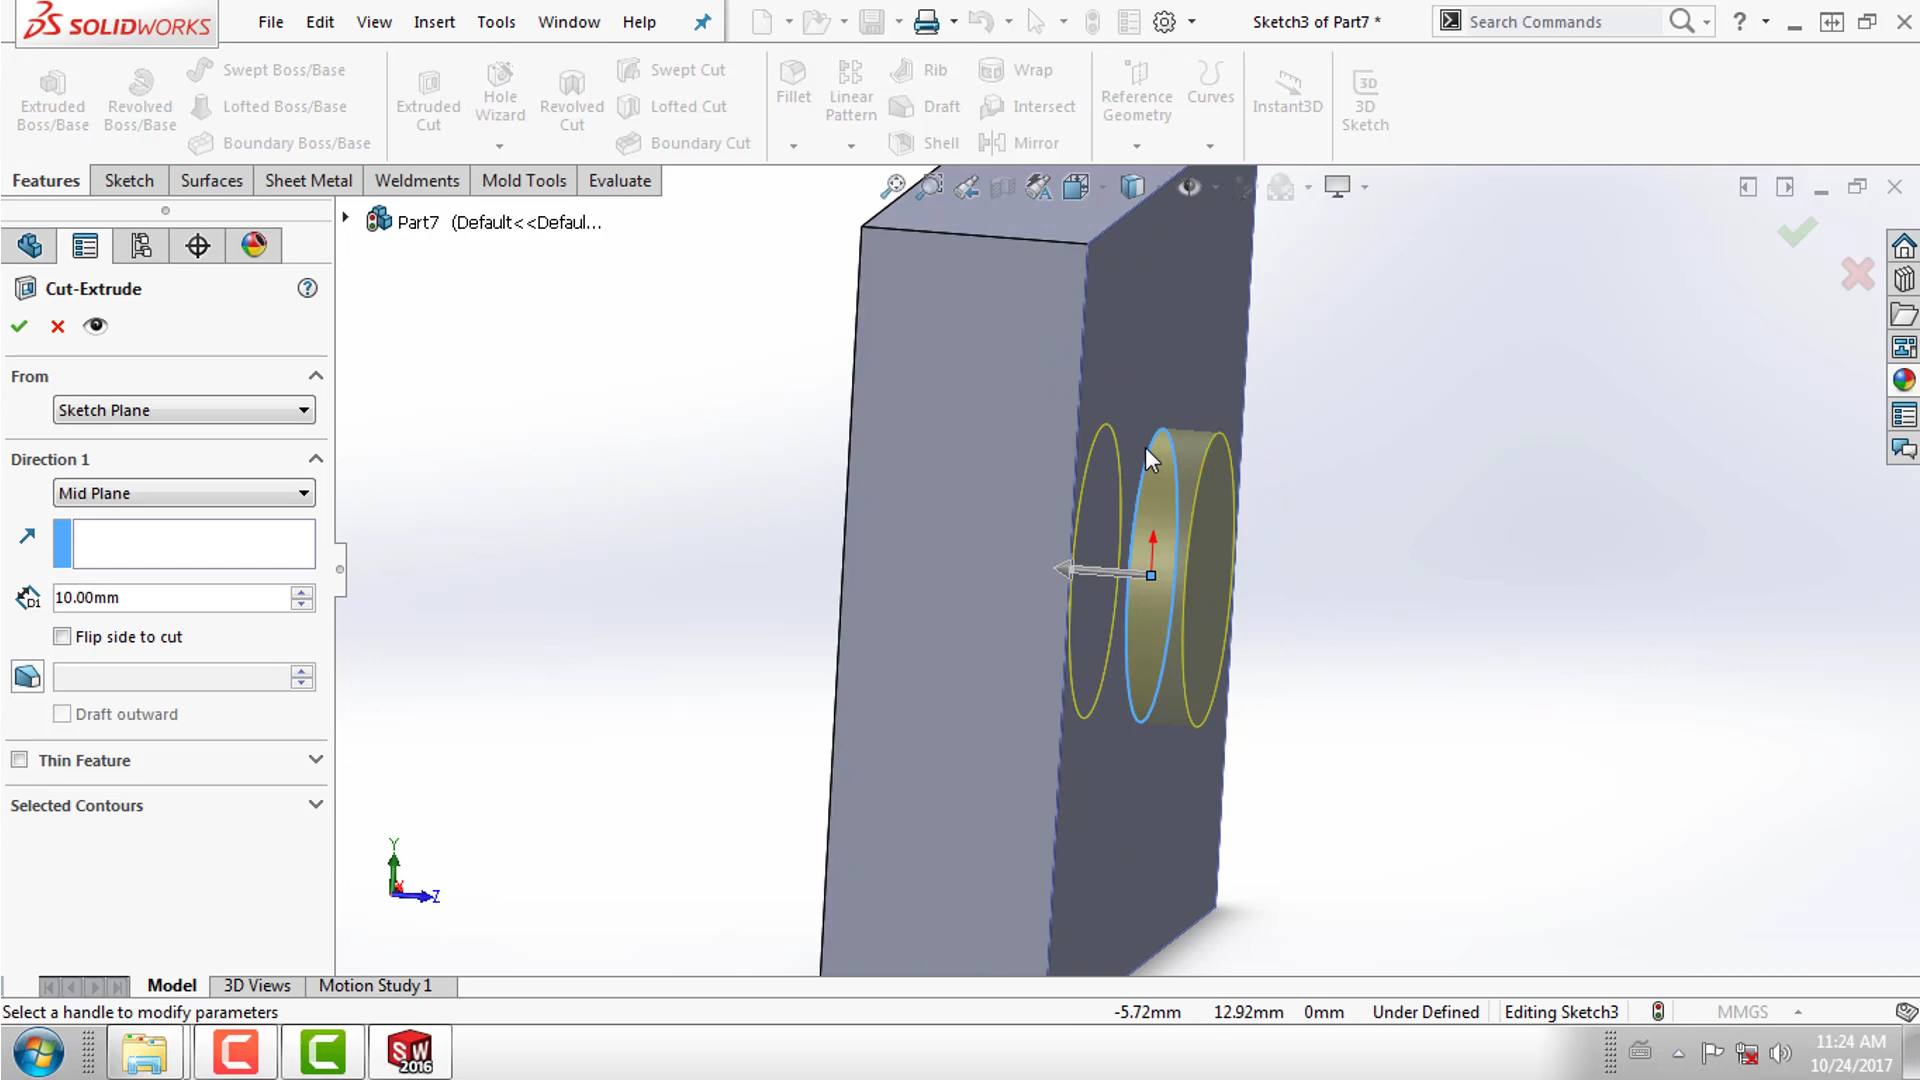 SOLIDWORKS File Edit View Insert Tools Window Help Sketch3 of Part7 * Search Commands ?
Extruded Boss/Base
Revolved Boss/Base
Swept Boss/Base
Lofted Boss/Base
Boundary Boss/Base
Extruded Cut
Hole Wizard
Revolved Cut
Swept Cut
Lofted Cut
Boundary Cut
Fillet
Linear Pattern
Rib
Draft
Shell
Wrap
Intersect
Mirror
Reference Geometry
Curves
Instant3D
3D Sketch
Features Sketch Surfaces Sheet Metal Weldments Mold Tools Evaluate
Part7 (Default<<Defaul...
Cut-Extrude ?
From
Sketch Plane
Direction 1
Mid Plane
D1 10.00mm
Flip side to cut
Draft outward
Thin Feature
Selected Contours
Y
X
Z
Model 3D Views Motion Study 1
Select a handle to modify parameters -5.72mm 12.92mm 0mm Under Defined Editing Sketch3 MMGS
SW 2016
11:24 AM
10/24/2017